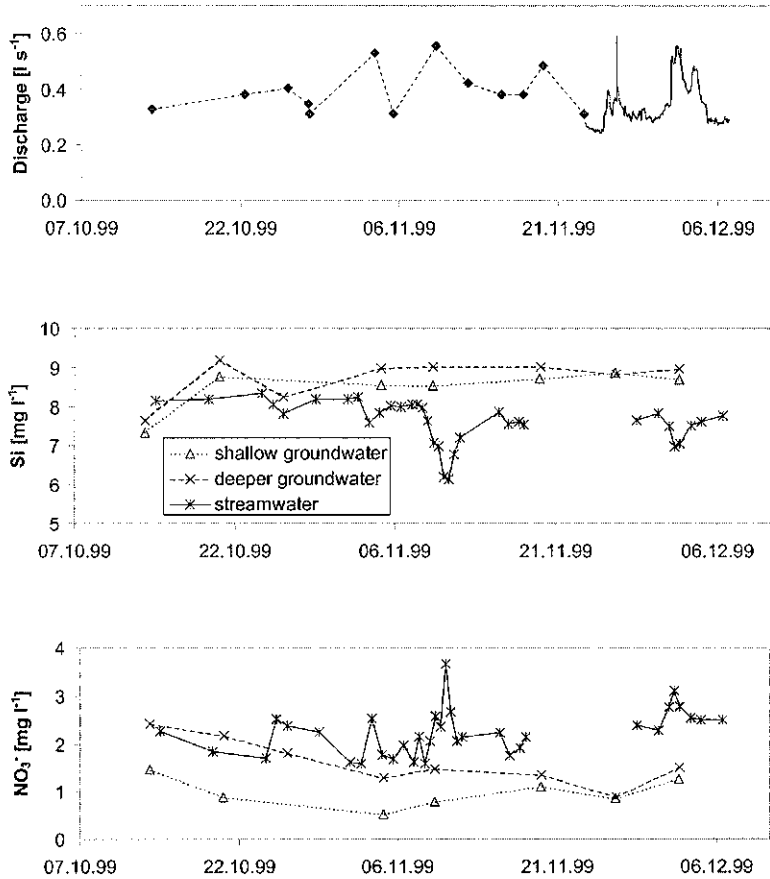 0.6
0.4
0.2
0.0
Discharge [l s-1]
07.10.99 22.10.99 06.11.99 21.11.99 06.12.99
10
9
8
7
6
5
Si [mg l-1]
shallow groundwater
deeper groundwater
streamwater
07.10.99 22.10.99 06.11.99 21.11.99 06.12.99
4
3
2
1
0
NO3- [mg l-1]
07.10.99 22.10.99 06.11.99 21.11.99 06.12.99